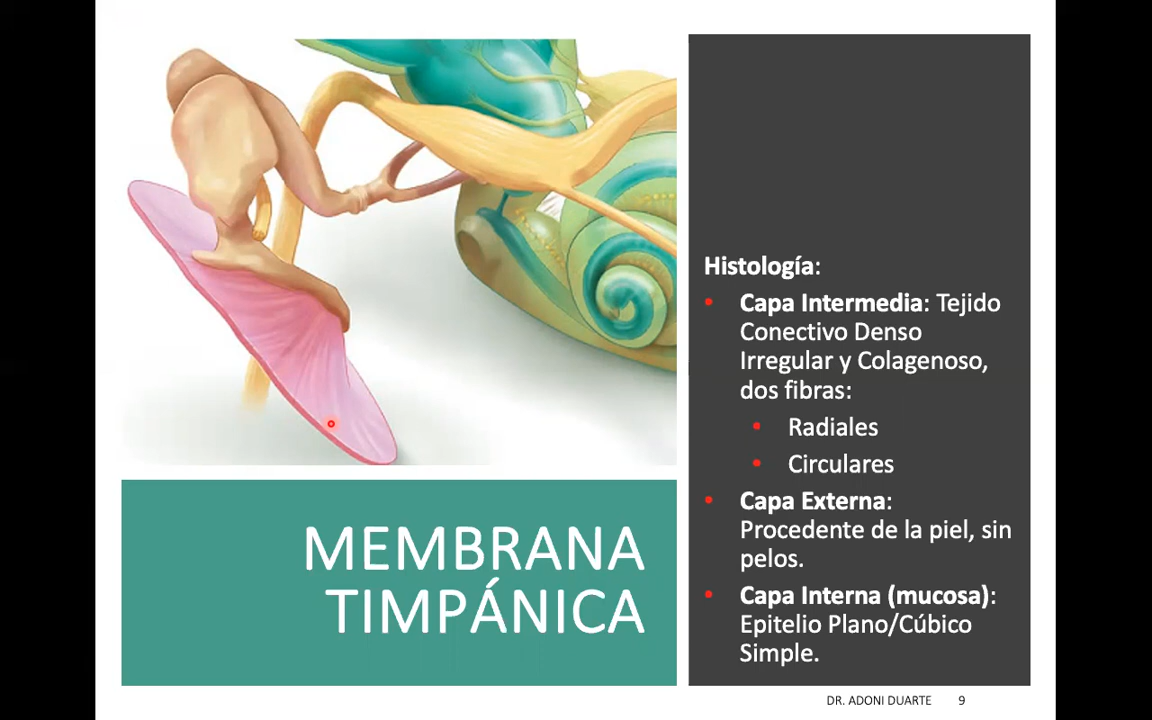 Histología:
• Capa Intermedia: Tejido
Conectivo Denso
Irregular y Colagenoso,
dos fibras:
• Radiales
• Circulares
• Capa Externa:
Procedente de la piel, sin
pelos.
• Capa Interna (mucosa):
Epitelio Plano/Cúbico
Simple.
MEMBRANA
TIMPÁNICA
DR. ADONI DUARTE 9